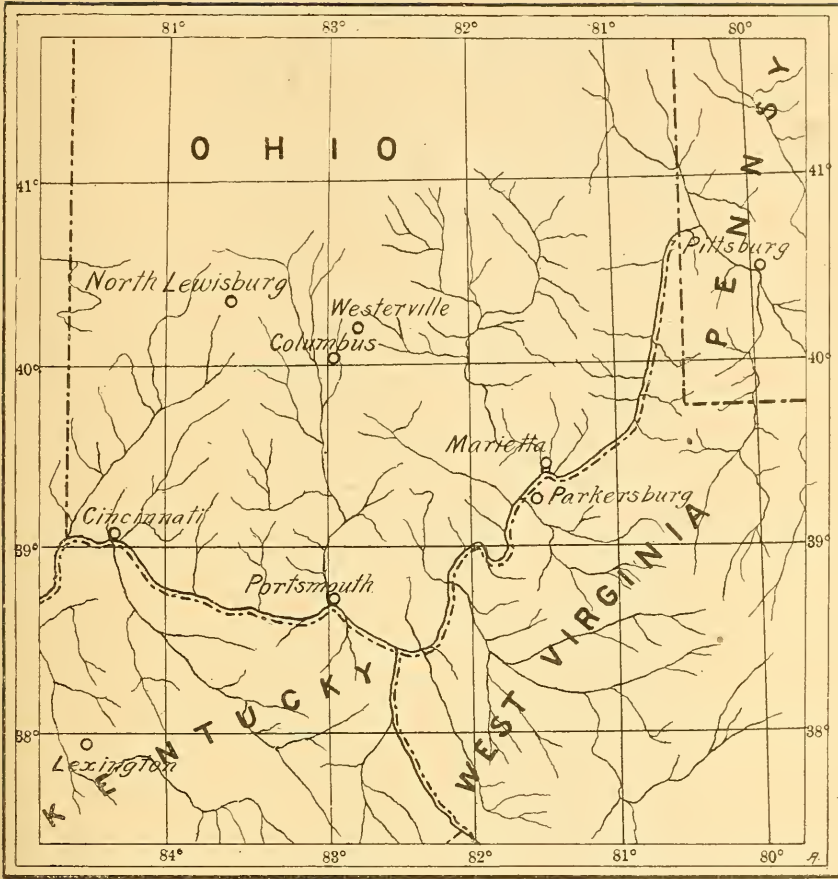 81° 83° 82° 81° 80°
OHIO
PENNSY
41° 41°
Pittsburg
North Lewisburg
Westerville
Columbus
40° 40°
Marietta
Parkersburg
Cincinnati
39° 39°
Portsmouth
WEST VIRGINIA
KENTUCKY
38° 38°
Lexington
84° 83° 82° 81° 80°